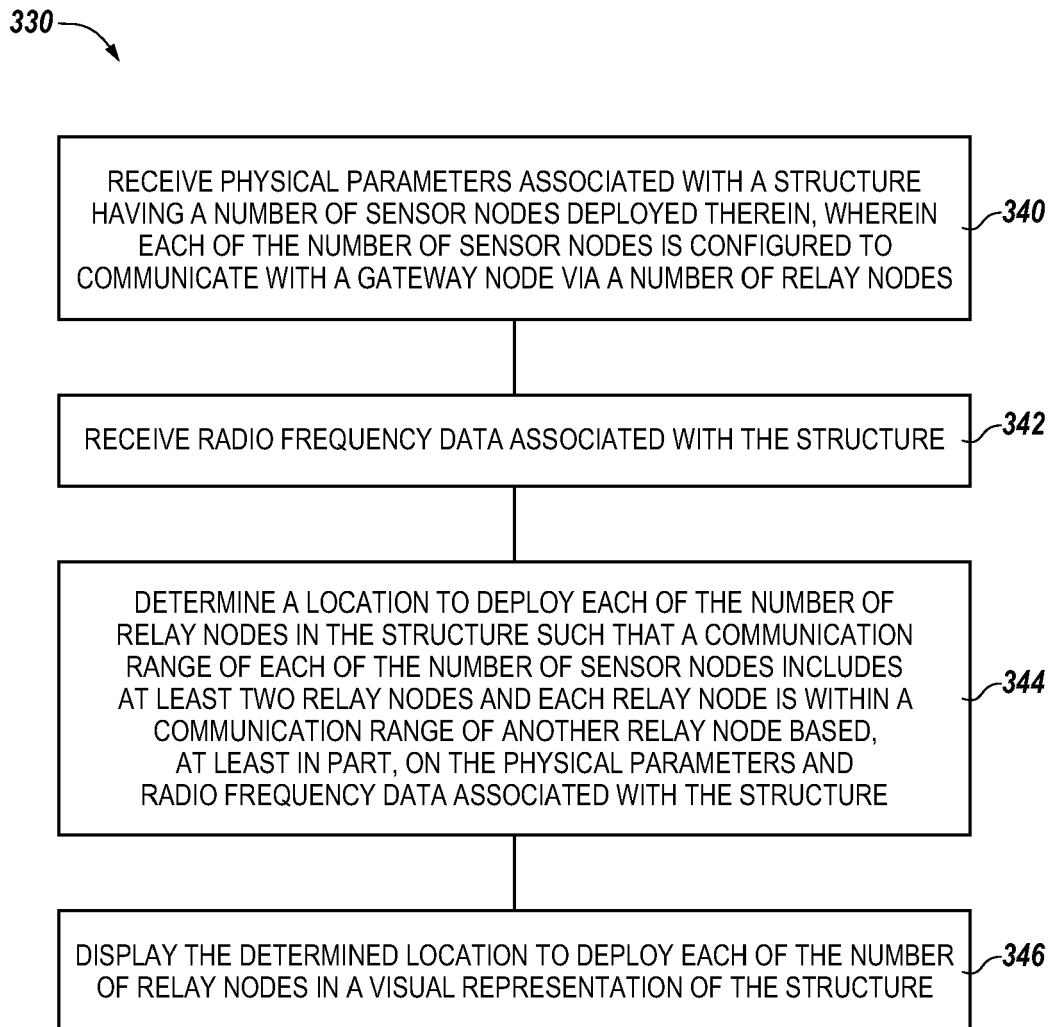 330
RECEIVE PHYSICAL PARAMETERS ASSOCIATED WITH A STRUCTURE
HAVING A NUMBER OF SENSOR NODES DEPLOYED THEREIN, WHEREIN
EACH OF THE NUMBER OF SENSOR NODES IS CONFIGURED TO
COMMUNICATE WITH A GATEWAY NODE VIA A NUMBER OF RELAY NODES
340
RECEIVE RADIO FREQUENCY DATA ASSOCIATED WITH THE STRUCTURE
342
DETERMINE A LOCATION TO DEPLOY EACH OF THE NUMBER OF
RELAY NODES IN THE STRUCTURE SUCH THAT A COMMUNICATION
RANGE OF EACH OF THE NUMBER OF SENSOR NODES INCLUDES
AT LEAST TWO RELAY NODES AND EACH RELAY NODE IS WITHIN A
COMMUNICATION RANGE OF ANOTHER RELAY NODE BASED,
AT LEAST IN PART, ON THE PHYSICAL PARAMETERS AND
RADIO FREQUENCY DATA ASSOCIATED WITH THE STRUCTURE
344
DISPLAY THE DETERMINED LOCATION TO DEPLOY EACH OF THE NUMBER
OF RELAY NODES IN A VISUAL REPRESENTATION OF THE STRUCTURE
346